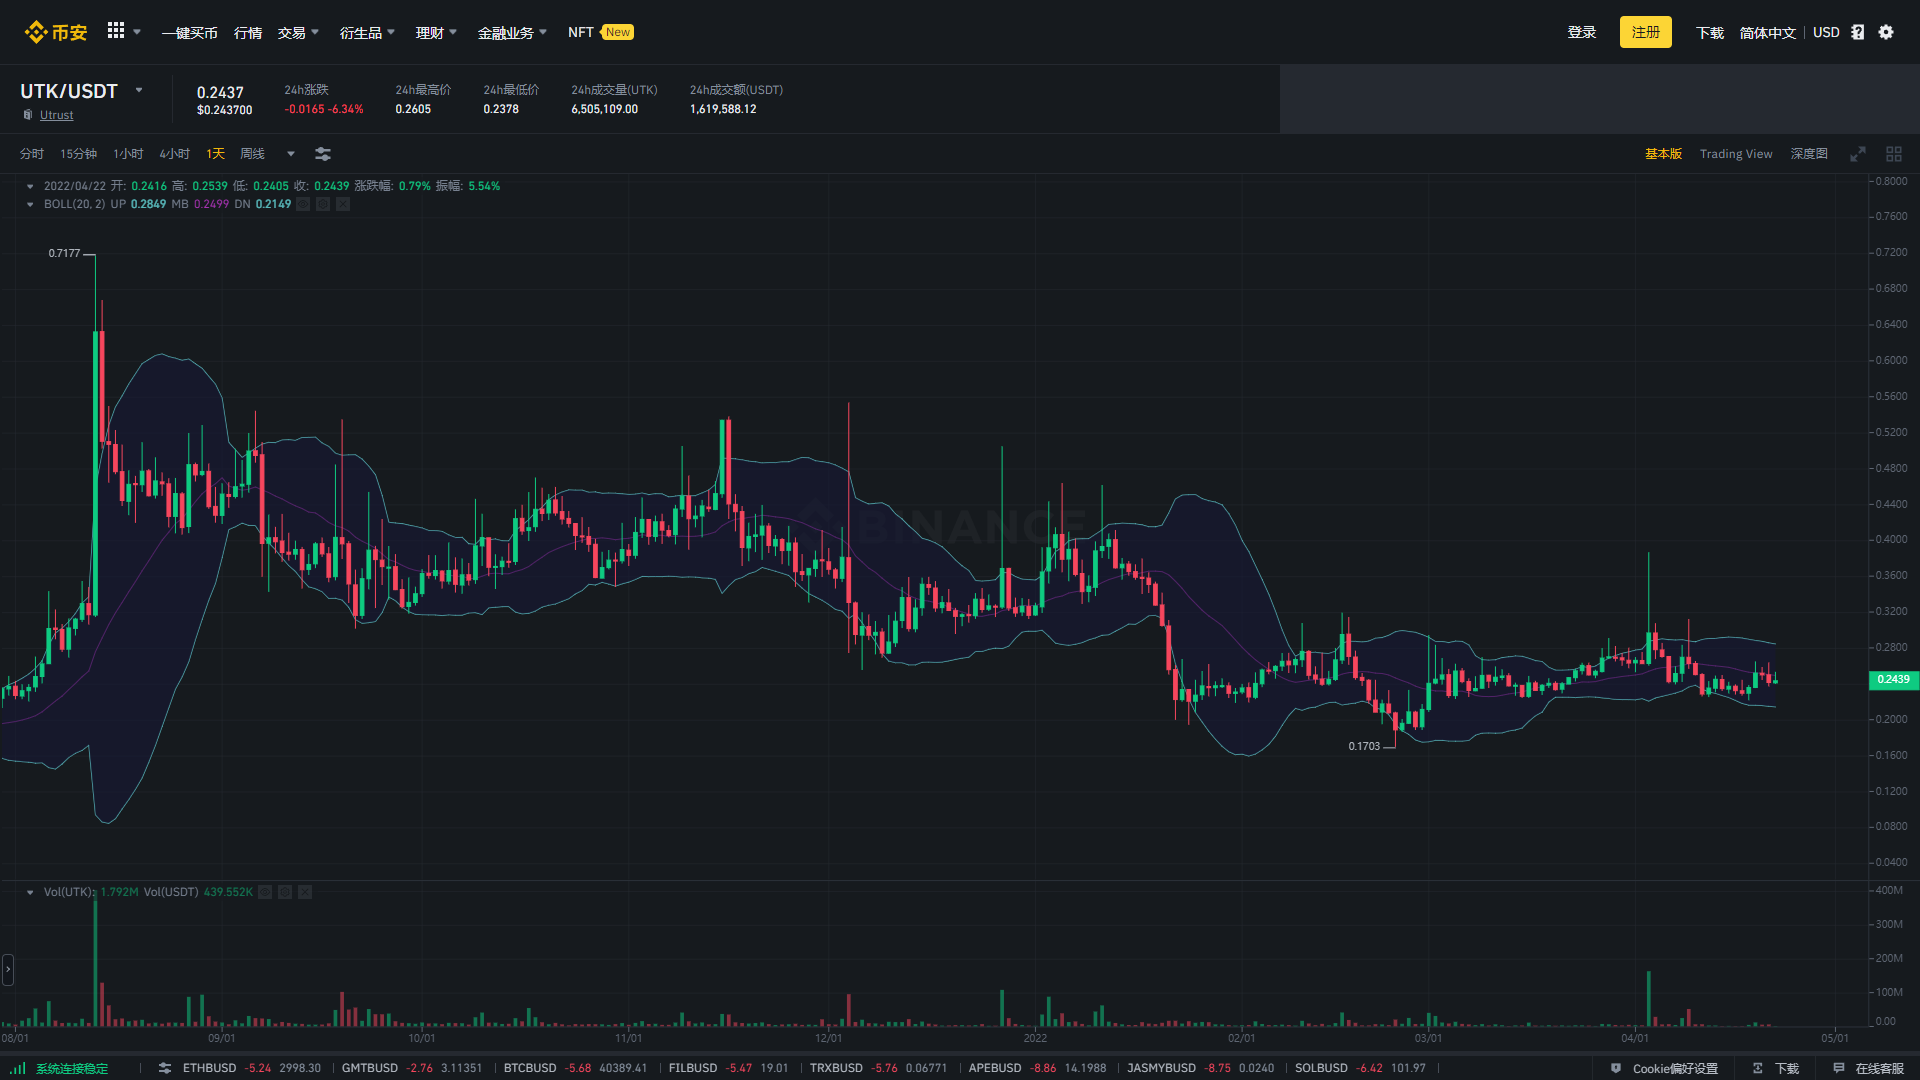 币安 一键买币 行情 交易 衍生品 理财 金融业务 NFT New 登录 注册 下载 简体中文 USD
UTK/USDT
Utrust
0.2437
$0.243700
24h涨跌
-0.0165 -6.34%
24h最高价
0.2605
24h最低价
0.2378
24h成交量(UTK)
6,505,109.00
24h成交额(USDT)
1,619,588.12
分时 15分钟 1小时 4小时 1天 周线
基本版 Trading View 深度图
2022/04/22 开: 0.2416 高: 0.2539 低: 0.2405 收: 0.2439 涨跌幅: 0.79% 振幅: 5.54%
BOLL(20, 2) UP 0.2849 MB 0.2499 DN 0.2149
0.7177
0.1703
BINANCE
0.8000
0.7600
0.7200
0.6800
0.6400
0.6000
0.5600
0.5200
0.4800
0.4400
0.4000
0.3600
0.3200
0.2800
0.2439
0.2000
0.1600
0.1200
0.0800
0.0400
Vol(UTK): 1.792M Vol(USDT) 439.552K
400M
300M
200M
100M
0.00
08/01 09/01 10/01 11/01 12/01 2022 02/01 03/01 04/01 05/01
系统连接稳定 ETHBUSD -5.24 2998.30 GMTBUSD -2.76 3.11351 BTCBUSD -5.68 40389.41 FILBUSD -5.47 19.01 TRXBUSD -5.76 0.06771 APEBUSD -8.86 14.1988 JASMYBUSD -8.75 0.0240 SOLBUSD -6.42 101.97 Cookie偏好设置 下载 在线客服